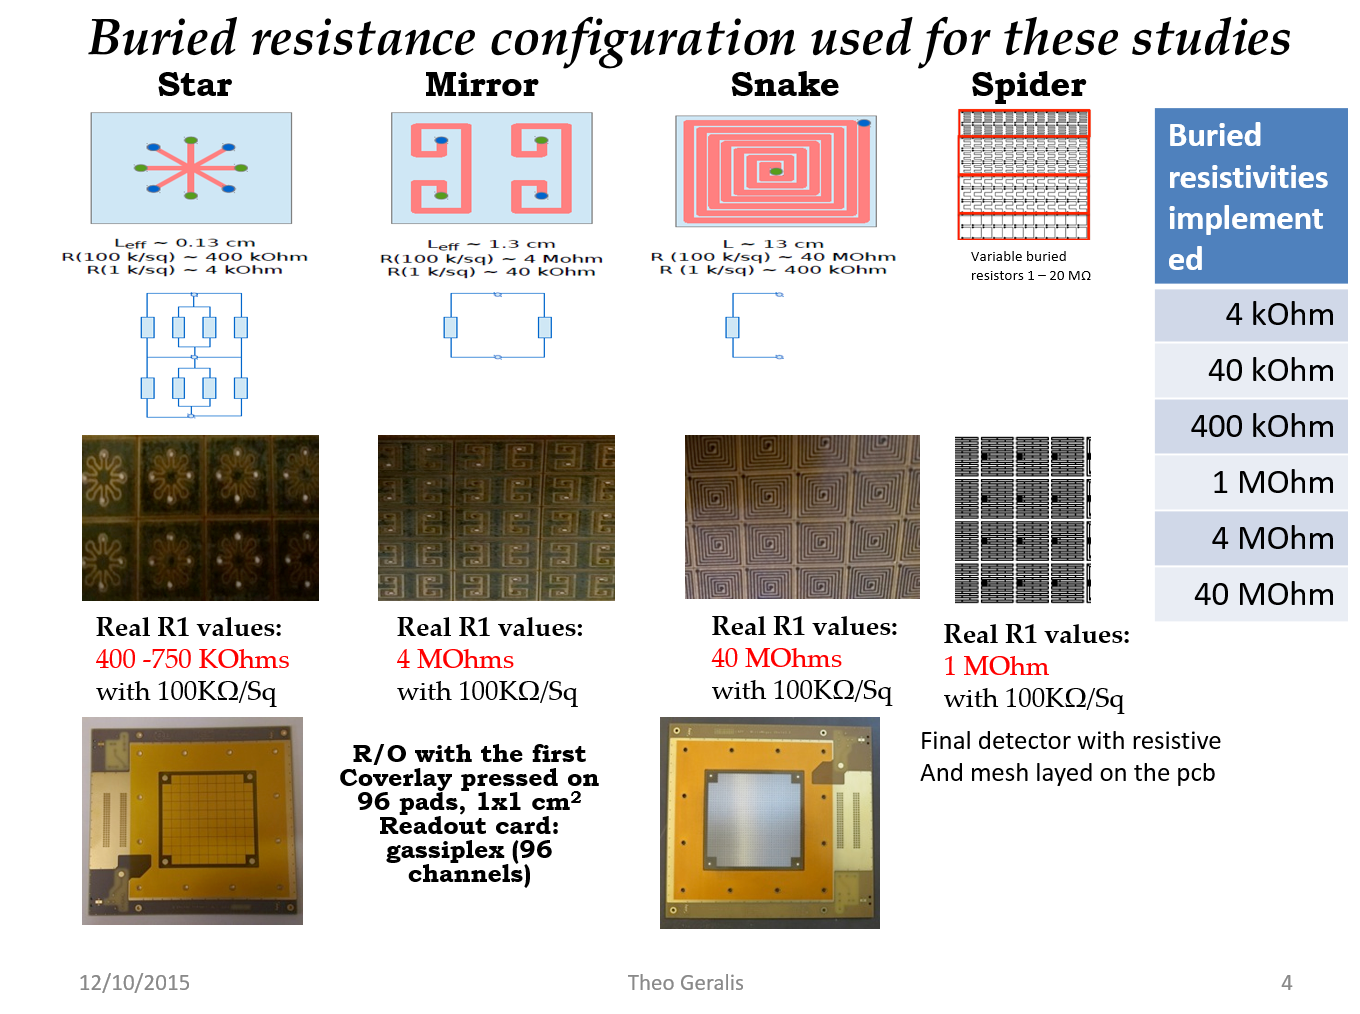 Buried resistance configuration used for these studies
Star
Mirror
Snake
Spider
Leff ~ 0.13 cm
R(100 k/sq) ~ 400 kOhm
R(1 k/sq) ~ 4 kOhm
Leff ~ 1.3 cm
R(100 k/sq) ~ 4 Mohm
R(1 k/sq) ~ 40 kOhm
L ~ 13 cm
R (100 k/sq) ~ 40 MOhm
R (1 k/sq) ~ 400 kOhm
Variable buried
resistors 1 – 20 MΩ
Buried
resistivities
implement
ed
4 kOhm
40 kOhm
400 kOhm
1 MOhm
4 MOhm
40 MOhm
Real R1 values:
400 -750 KOhms
with 100KΩ/Sq
Real R1 values:
4 MOhms
with 100KΩ/Sq
Real R1 values:
40 MOhms
with 100KΩ/Sq
Real R1 values:
1 MOhm
with 100KΩ/Sq
R/O with the first
Coverlay pressed on
96 pads, 1x1 cm²
Readout card:
gassiplex (96
channels)
Final detector with resistive
And mesh layed on the pcb
12/10/2015
Theo Geralis
4